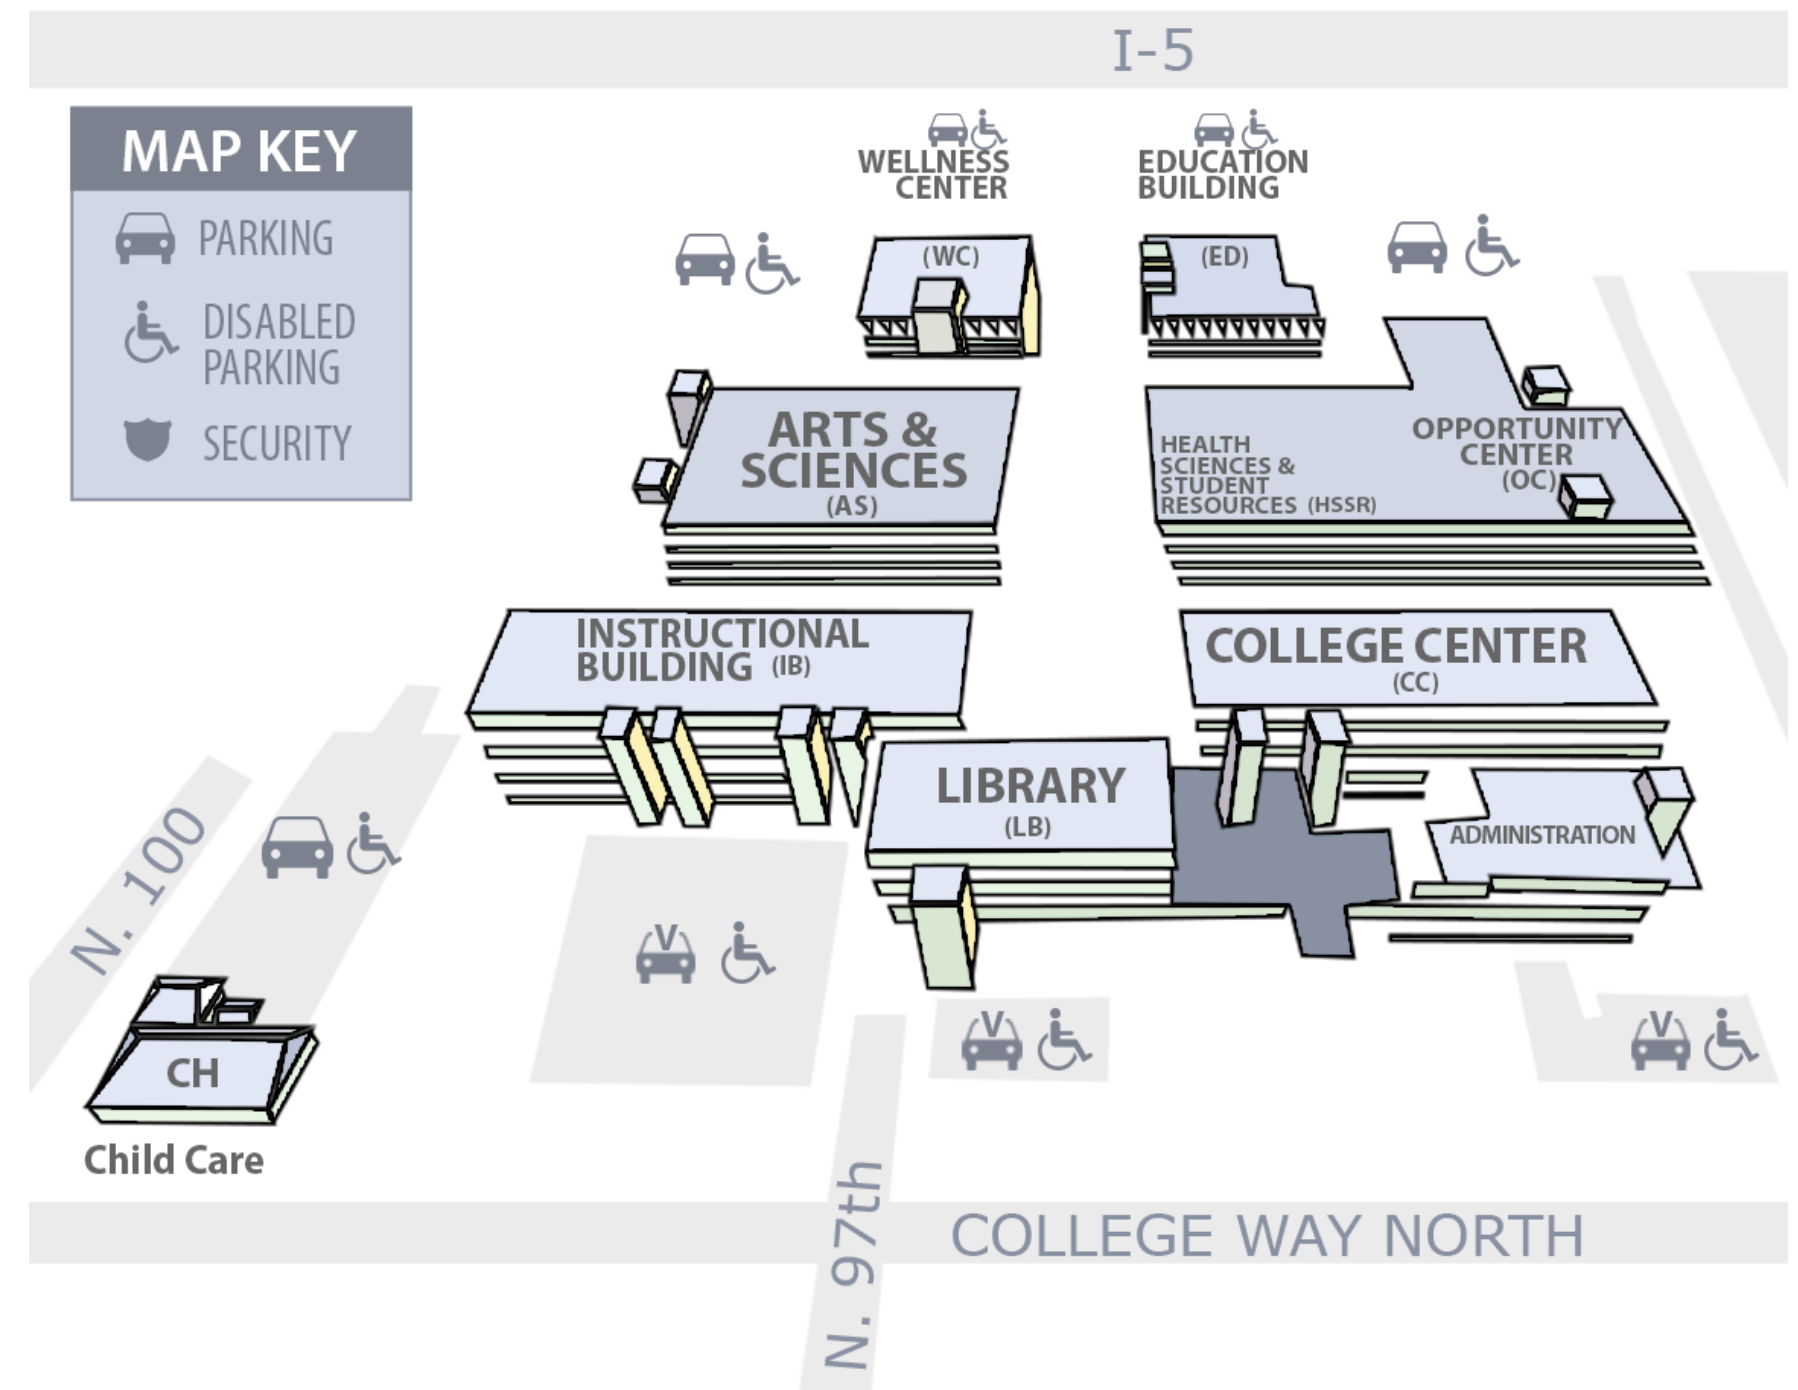 I-5
MAP KEY
PARKING
DISABLED
PARKING
SECURITY
WELLNESS
CENTER
(WC)
EDUCATION
BUILDING
(ED)
ARTS &
SCIENCES
(AS)
HEALTH
SCIENCES &
STUDENT
RESOURCES (HSSR)
OPPORTUNITY
CENTER
(OC)
INSTRUCTIONAL
BUILDING (IB)
COLLEGE CENTER
(CC)
LIBRARY
(LB)
ADMINISTRATION
N. 100
V
V
V
CH
Child Care
N. 97th
COLLEGE WAY NORTH